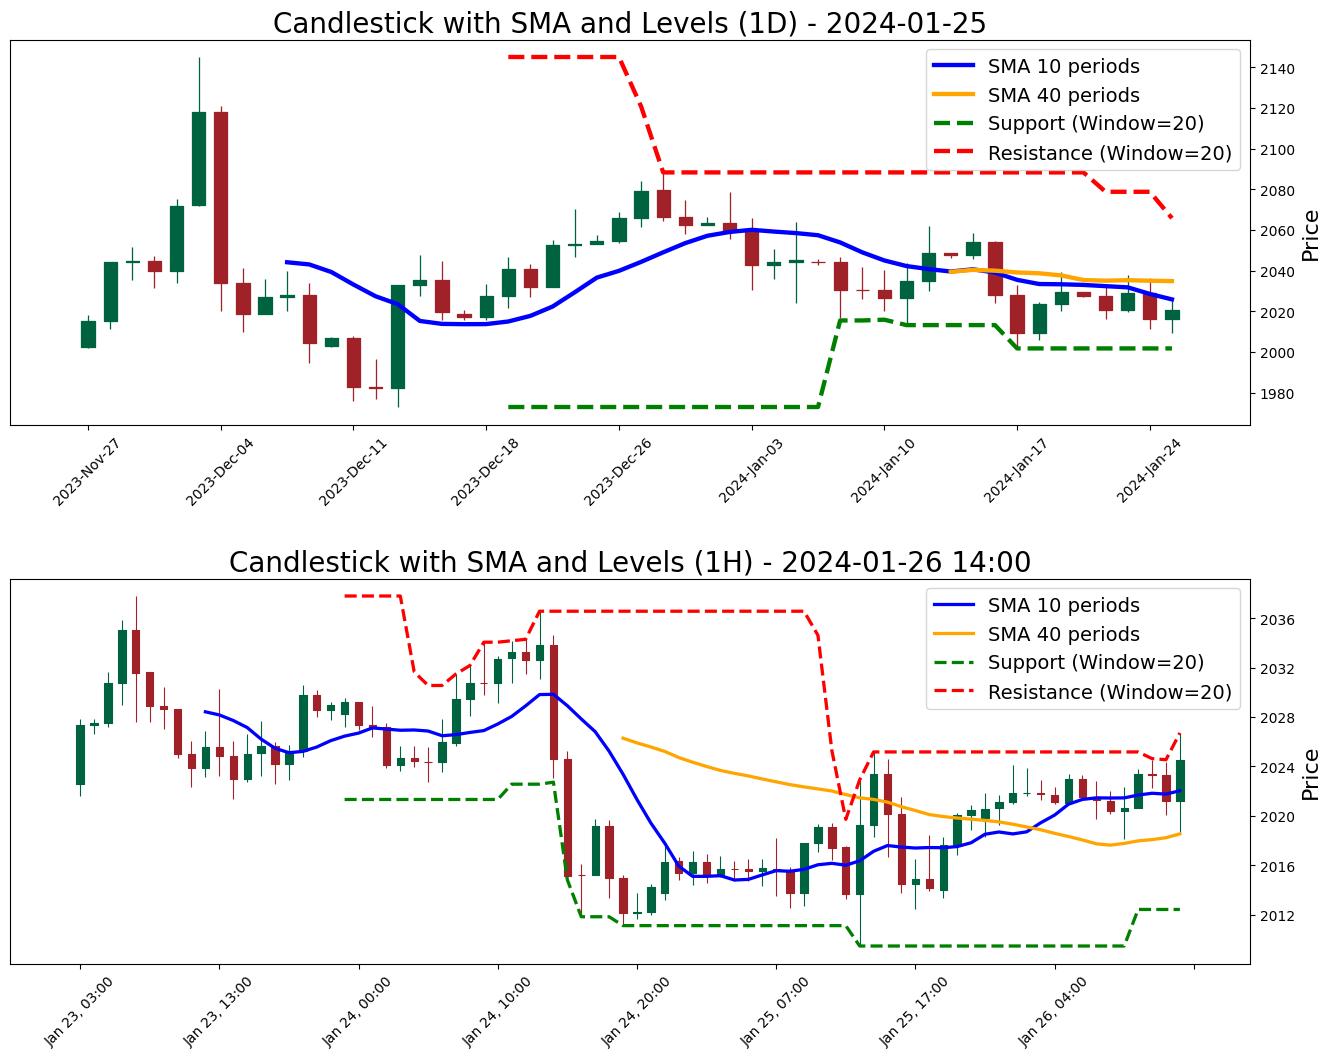 Candlestick with SMA and Levels (1D) - 2024-01-25
SMA 10 periods
SMA 40 periods
Support (Window=20)
Resistance (Window=20)
2140
2120
2100
2080
2060
2040
2020
2000
1980
Price
2023-Nov-27
2023-Dec-04
2023-Dec-11
2023-Dec-18
2023-Dec-26
2024-Jan-03
2024-Jan-10
2024-Jan-17
2024-Jan-24
Candlestick with SMA and Levels (1H) - 2024-01-26 14:00
SMA 10 periods
SMA 40 periods
Support (Window=20)
Resistance (Window=20)
2036
2032
2028
2024
2020
2016
2012
Price
Jan 23, 03:00
Jan 23, 13:00
Jan 24, 00:00
Jan 24, 10:00
Jan 24, 20:00
Jan 25, 07:00
Jan 25, 17:00
Jan 26, 04:00